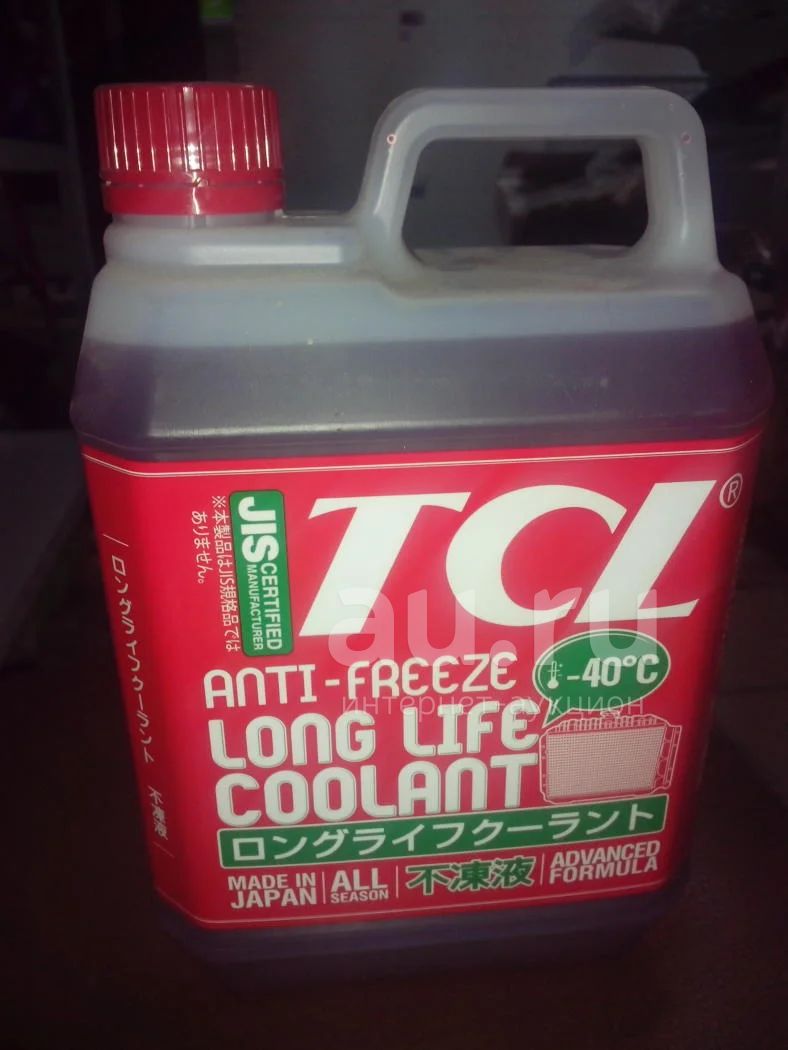 TCL®
JIS CERTIFIED
MANUFACTURER
※本製品はJIS規格品では
ありません。
ANTI-FREEZE
-40°C
LONG LIFE
COOLANT
ロングライフクーラント
MADE IN
JAPAN
ALL
SEASON
不凍液
ADVANCED
FORMULA
ロングライフクーラント 不凍液
au.ru
интернет-аукцион